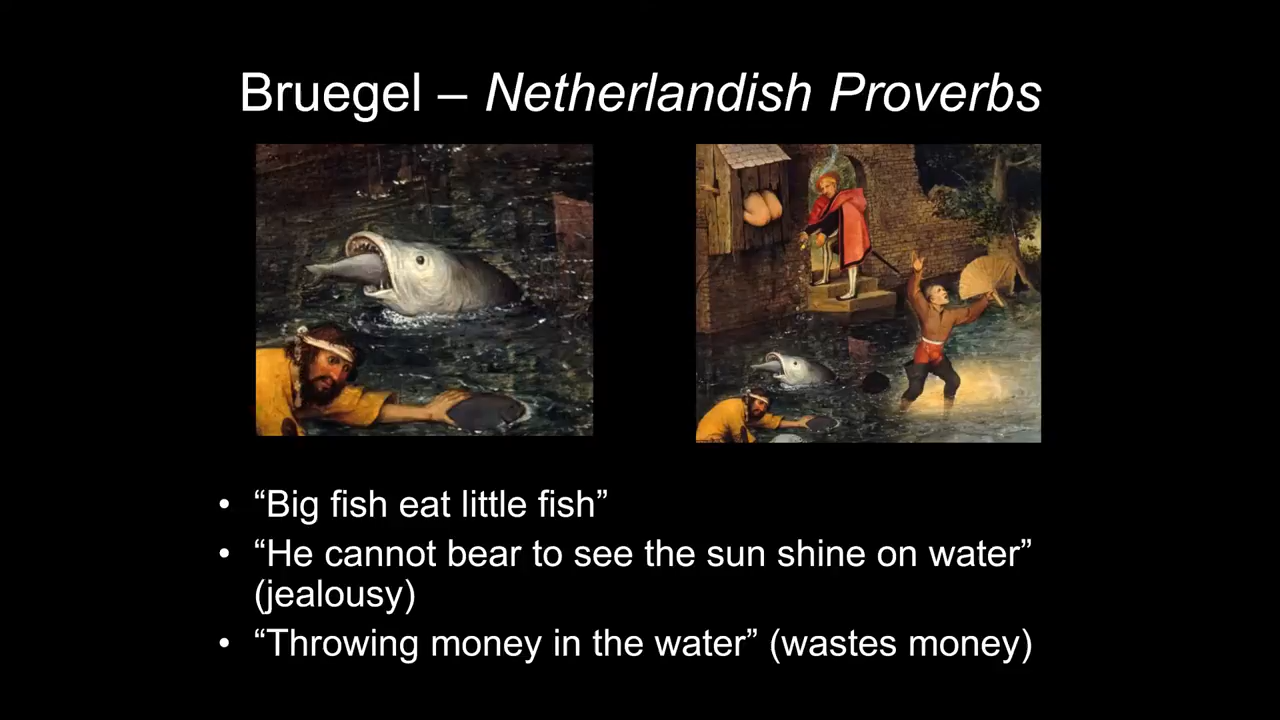 Bruegel – Netherlandish Proverbs
• “Big fish eat little fish”
• “He cannot bear to see the sun shine on water”
(jealousy)
• “Throwing money in the water” (wastes money)